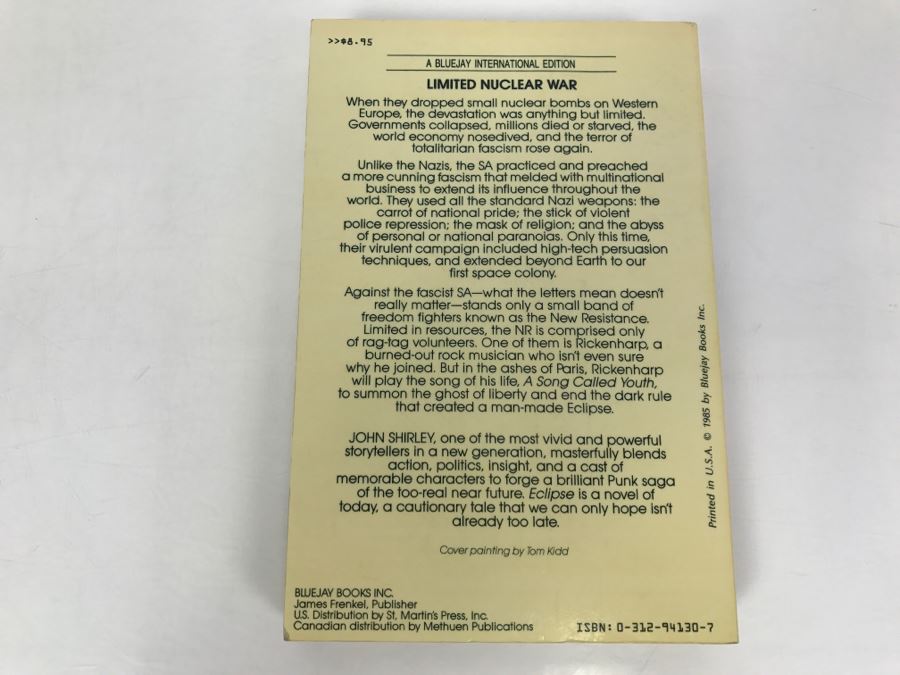 >>$8.95
A BLUEJAY INTERNATIONAL EDITION
LIMITED NUCLEAR WAR
When they dropped small nuclear bombs on Western
Europe, the devastation was anything but limited.
Governments collapsed, millions died or starved, the
world economy nosedived, and the terror of
totalitarian fascism rose again.
Unlike the Nazis, the SA practiced and preached
a more cunning fascism that melded with multinational
business to extend its influence throughout the
world. They used all the standard Nazi weapons: the
carrot of national pride; the stick of violent
police repression; the mask of religion; and the abyss
of personal or national paranoias. Only this time,
their virulent campaign included high-tech persuasion
techniques, and extended beyond Earth to our
first space colony.
Against the fascist SA—what the letters mean doesn't
really matter—stands only a small band of
freedom fighters known as the New Resistance.
Limited in resources, the NR is comprised only
of rag-tag volunteers. One of them is Rickenharp, a
burned-out rock musician who isn't even sure
why he joined. But in the ashes of Paris, Rickenharp
will play the song of his life, A Song Called Youth,
to summon the ghost of liberty and end the dark rule
that created a man-made Eclipse.
JOHN SHIRLEY, one of the most vivid and powerful
storytellers in a new generation, masterfully blends
action, politics, insight, and a cast of
memorable characters to forge a brilliant Punk saga
of the too-real near future. Eclipse is a novel of
today, a cautionary tale that we can only hope isn't
already too late.
Cover painting by Tom Kidd
Printed in U.S.A. © 1985 by Bluejay Books Inc.
BLUEJAY BOOKS INC.
James Frenkel, Publisher
U.S. Distribution by St. Martin's Press, Inc.
Canadian distribution by Methuen Publications
ISBN: 0-312-94130-7